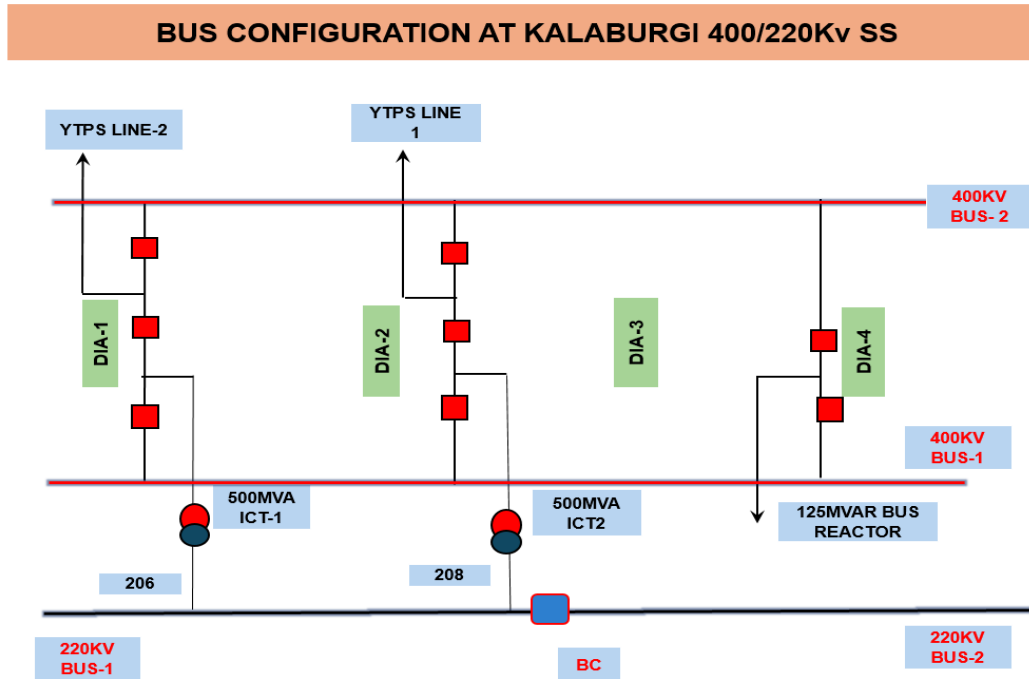 BUS CONFIGURATION AT KALABURGI 400/220Kv SS
YTPS LINE-2
YTPS LINE
1
400KV
BUS- 2
DIA-1
DIA-2
DIA-3
DIA-4
400KV
BUS-1
500MVA
ICT-1
500MVA
ICT2
125MVAR BUS
REACTOR
206
208
220KV
BUS-1
BC
220KV
BUS-2